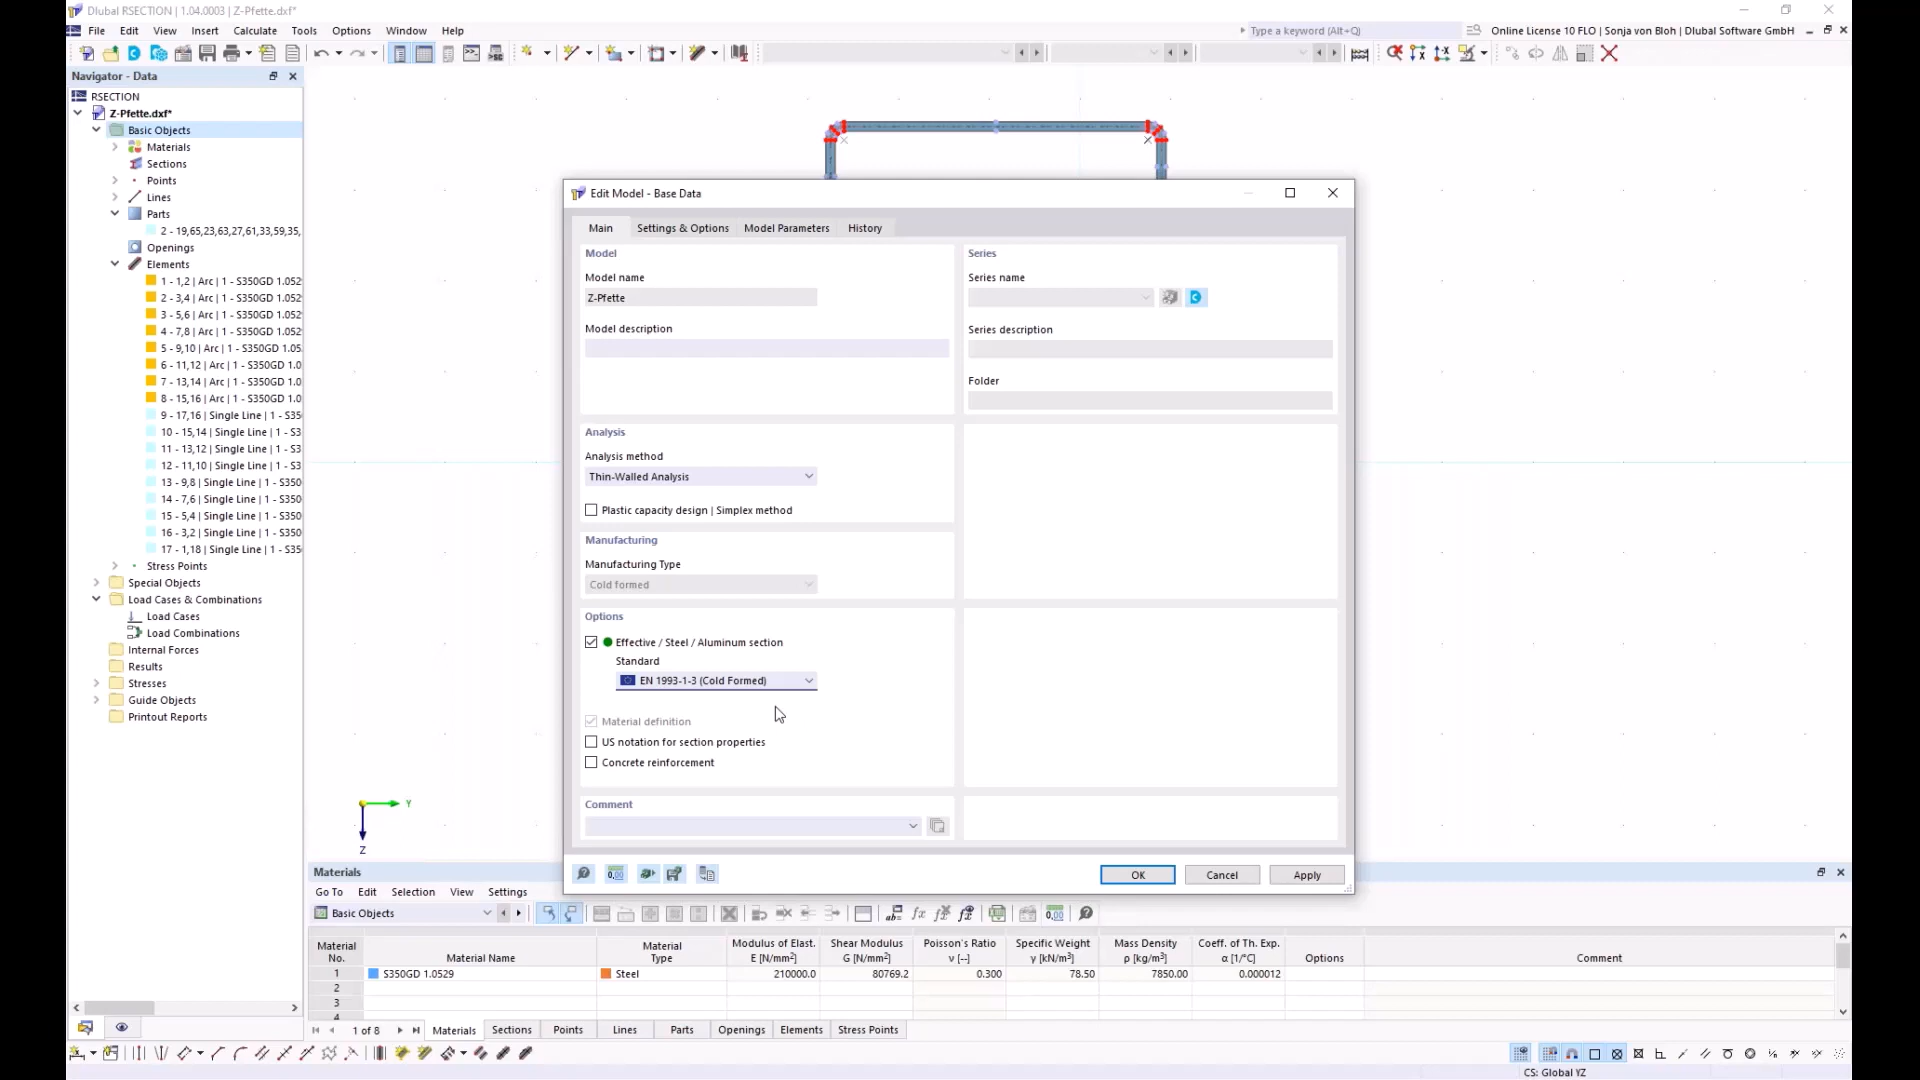 Dlubal RSECTION | 1.04.0003 | Z-Pfette.dxf*
File Edit View Insert Calculate Tools Options Window Help
Type a keyword (Alt+Q)
Online License 10 FLO | Sonja von Bloh | Dlubal Software GmbH
Navigator - Data
RSECTION
Z-Pfette.dxf*
Basic Objects
Materials
Sections
Points
Lines
Parts
2 - 19,65,23,63,27,61,33,59,35,
Openings
Elements
1 - 1,2 | Arc | 1 - S350GD 1.052
2 - 3,4 | Arc | 1 - S350GD 1.052
3 - 5,6 | Arc | 1 - S350GD 1.052
4 - 7,8 | Arc | 1 - S350GD 1.052
5 - 9,10 | Arc | 1 - S350GD 1.05
6 - 11,12 | Arc | 1 - S350GD 1.0
7 - 13,14 | Arc | 1 - S350GD 1.0
8 - 15,16 | Arc | 1 - S350GD 1.0
9 - 17,16 | Single Line | 1 - S35
10 - 15,14 | Single Line | 1 - S3
11 - 13,12 | Single Line | 1 - S3
12 - 11,10 | Single Line | 1 - S3
13 - 9,8 | Single Line | 1 - S350
14 - 7,6 | Single Line | 1 - S350
15 - 5,4 | Single Line | 1 - S350
16 - 3,2 | Single Line | 1 - S350
17 - 1,18 | Single Line | 1 - S35
Stress Points
Special Objects
Load Cases & Combinations
Load Cases
Load Combinations
Internal Forces
Results
Stresses
Guide Objects
Printout Reports
Edit Model - Base Data
Main Settings & Options Model Parameters History
Model
Model name
Z-Pfette
Model description
Series
Series name
Series description
Folder
Analysis
Analysis method
Thin-Walled Analysis
Plastic capacity design | Simplex method
Manufacturing
Manufacturing Type
Cold formed
Options
Effective / Steel / Aluminum section
Standard
EN 1993-1-3 (Cold Formed)
Material definition
US notation for section properties
Concrete reinforcement
Comment
OK Cancel Apply
Y
Z
Materials
Go To Edit Selection View Settings
Basic Objects
Material No. Material Name Material Type Modulus of Elast. E [N/mm²] Shear Modulus G [N/mm²] Poisson's Ratio ν [--] Specific Weight γ [kN/m³] Mass Density ρ [kg/m³] Coeff. of Th. Exp. α [1/°C] Options Comment
1 S350GD 1.0529 Steel 210000.0 80769.2 0.300 78.50 7850.00 0.000012
2
3
4
1 of 8 Materials Sections Points Lines Parts Openings Elements Stress Points
CS: Global YZ